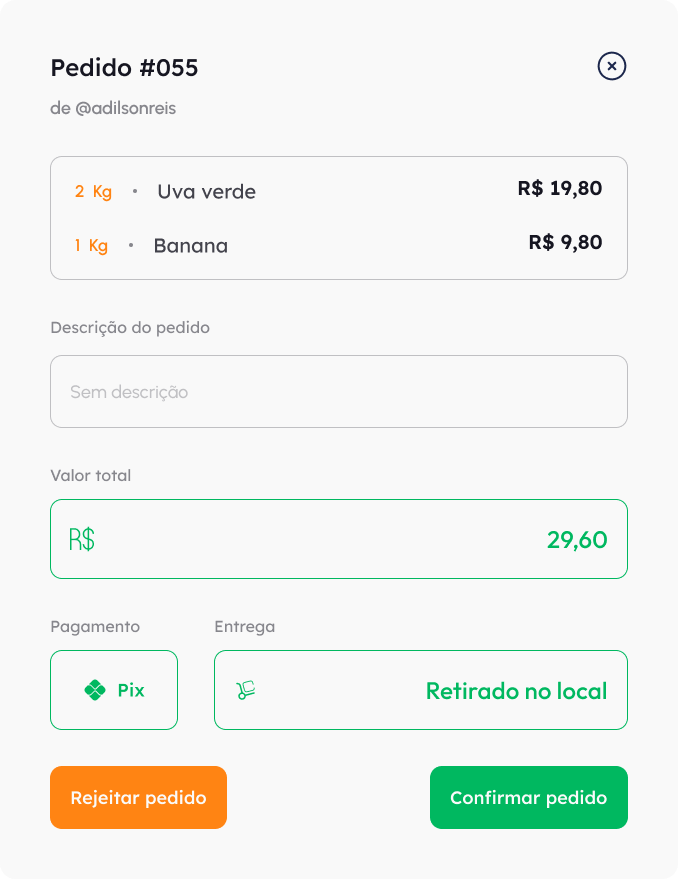 Pedido #055
de @adilsonreis
2 Kg • Uva verde R$ 19,80
1 Kg • Banana R$ 9,80
Descrição do pedido
Sem descrição
Valor total
R$ 29,60
Pagamento Entrega
Pix Retirado no local
Rejeitar pedido Confirmar pedido